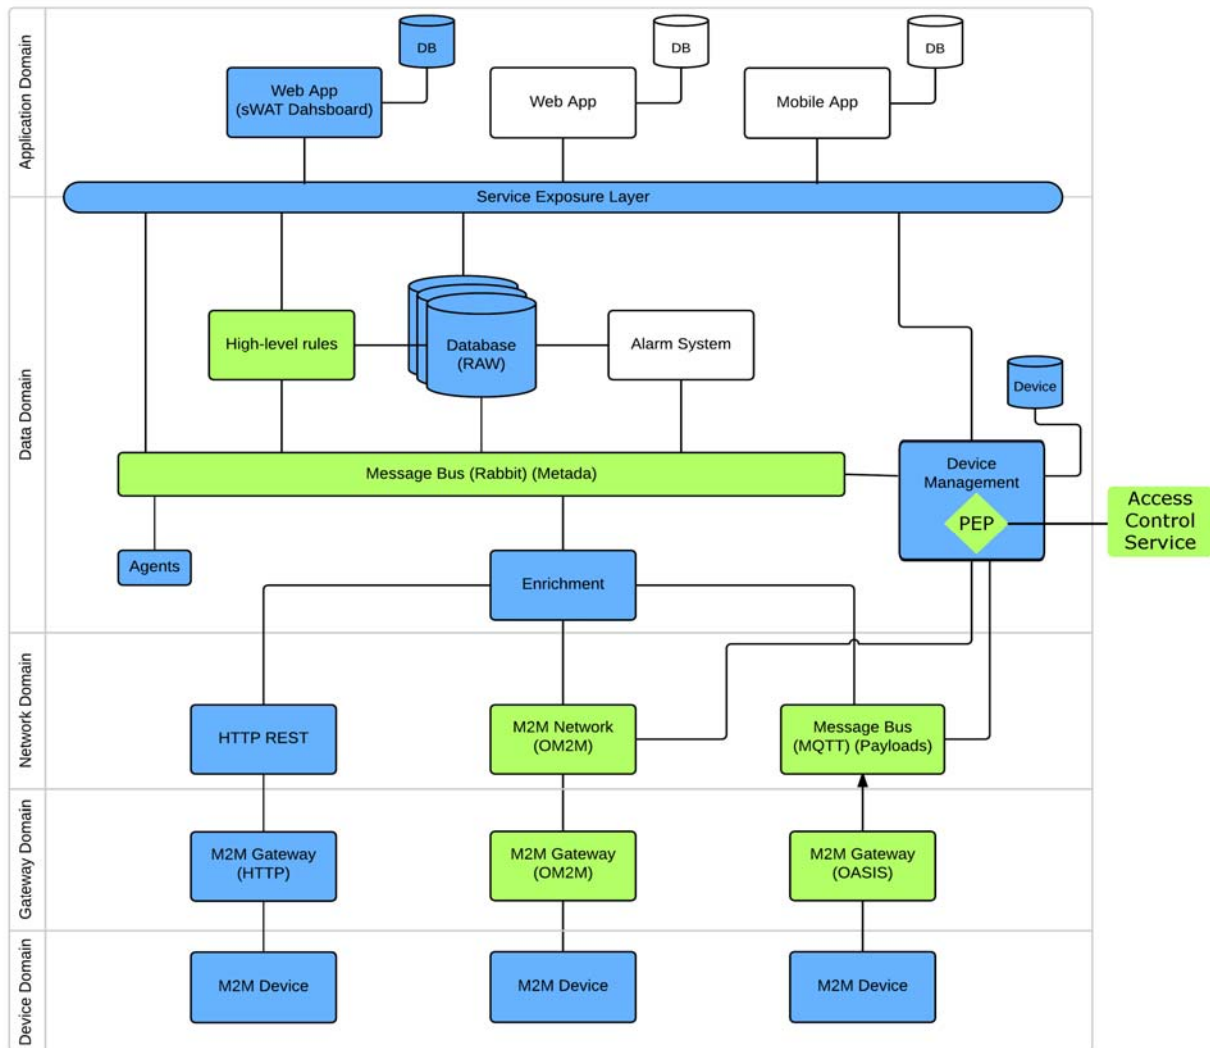 Application Domain
DB
DB
DB
Web App
(sWAT Dahsboard)
Web App
Mobile App
Service Exposure Layer
Data Domain
High-level rules
Database
(RAW)
Alarm System
Device
Message Bus (Rabbit) (Metada)
Device
Management
PEP
Access
Control
Service
Agents
Enrichment
Network Domain
HTTP REST
M2M Network
(OM2M)
Message Bus
(MQTT) (Payloads)
Gateway Domain
M2M Gateway
(HTTP)
M2M Gateway
(OM2M)
M2M Gateway
(OASIS)
Device Domain
M2M Device
M2M Device
M2M Device